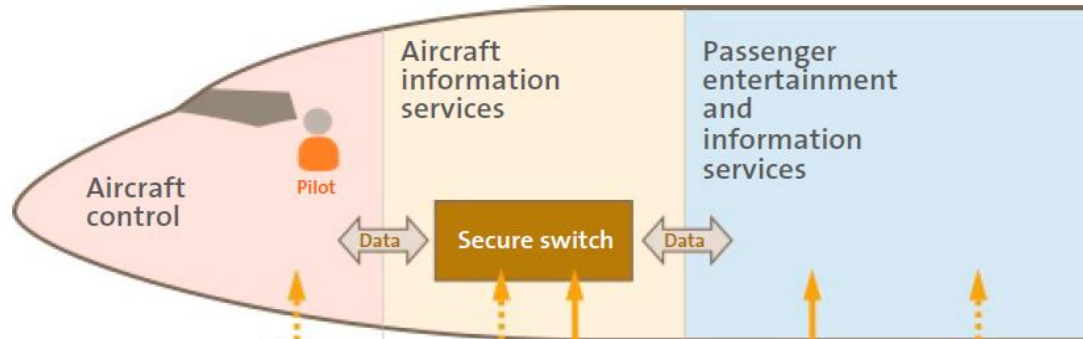 Aircraft
control
Pilot
Data
Aircraft
information
services
Secure switch
Data
Passenger
entertainment
and
information
services